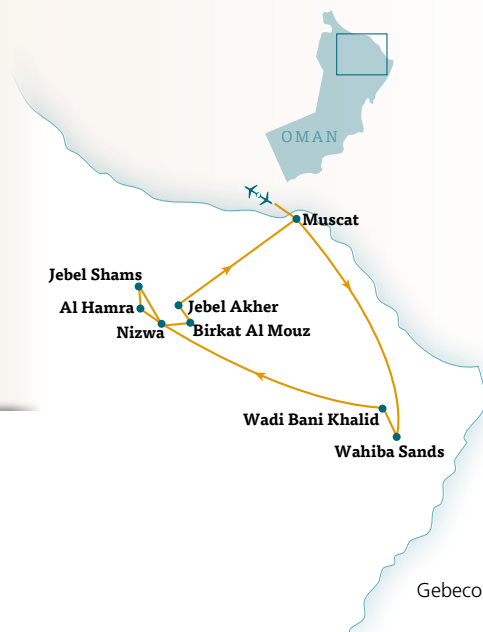 OMAN
Muscat
Jebel Shams
Al Hamra
Jebel Akher
Nizwa
Birkat Al Mouz
Wadi Bani Khalid
Wahiba Sands
Gebeco